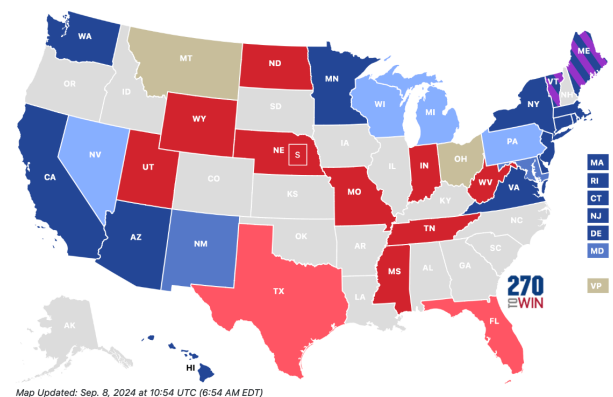 WA
OR
ID
MT
ND
MN
SD
WY
NE
S
WI
MI
IA
NV
UT
CO
KS
MO
IL
IN
OH
PA
NY
VT
NH
ME
CA
AZ
NM
OK
AR
TX
LA
MS
AL
GA
TN
KY
WV
VA
NC
SC
FL
AK
HI
MA
RI
CT
NJ
DE
MD
VP
270
TO WIN
Map Updated: Sep. 8, 2024 at 10:54 UTC (6:54 AM EDT)